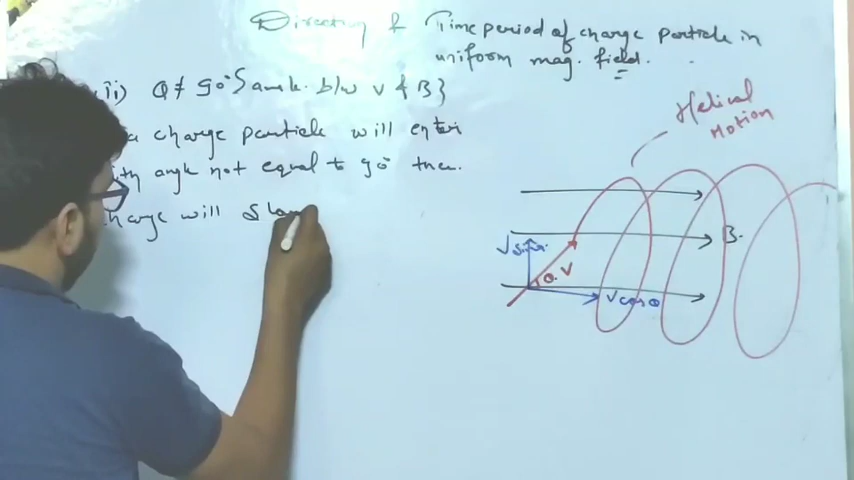 Direction & Time period of charge particle in
uniform mag. field.
ii) θ ≠ 90° { angle b/w v & B }
a charge particle will enter
with angle not equal to 90° then
charge will star
Helical
Motion
B
V sinθ
θ V
V cosθ